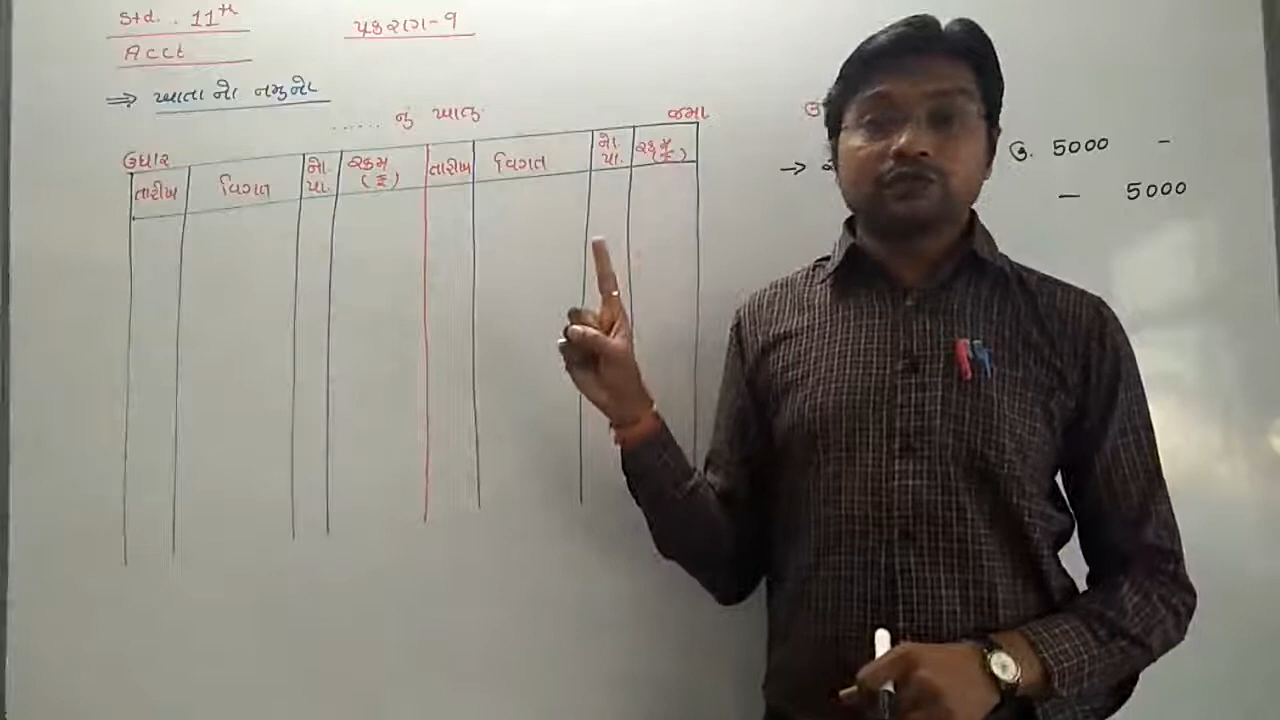 Std. . 11th
પ્રકરણ-૧
Acct
⇒ ખાતાનો નમુનો
...... નું ખાતુ
ઉધાર
જમા
તારીખ વિગત નો.પા. રકમ (₹) તારીખ વિગત નો.પા. રકમ (₹)
ઉ. 5000 -
→
- 5000